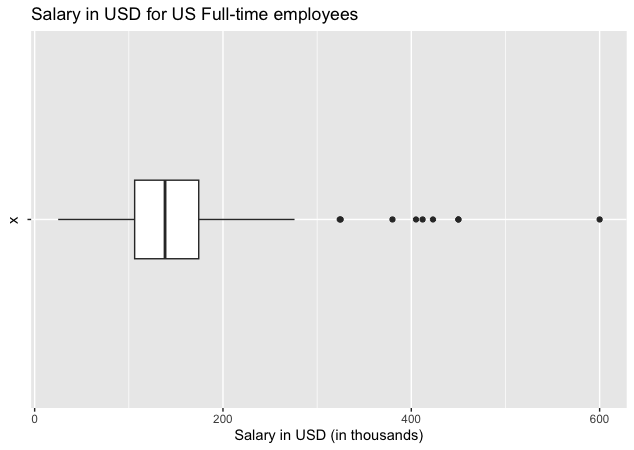 Salary in USD for US Full-time employees
x
0 200 400 600
Salary in USD (in thousands)